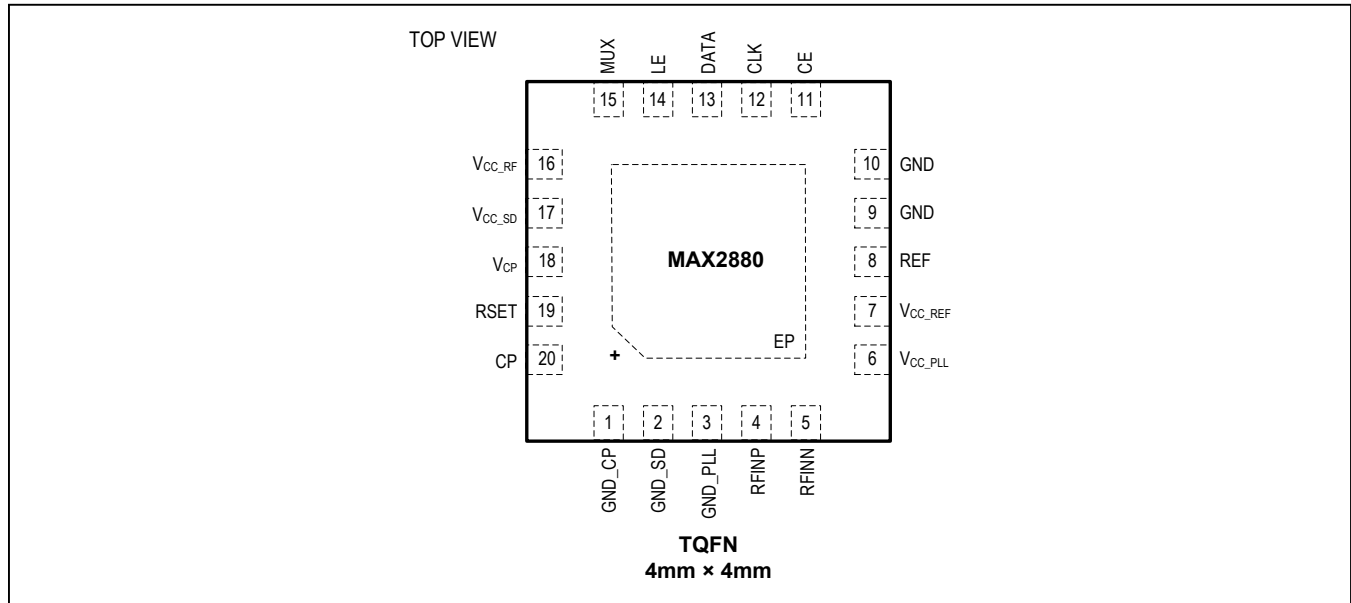 TOP VIEW
MUX LE DATA CLK CE
15 14 13 12 11
VCC_RF 16 10 GND
VCC_SD 17 9 GND
VCP 18 MAX2880 8 REF
RSET 19 7 VCC_REF
EP
CP 20 + 6 VCC_PLL
1 2 3 4 5
GND_CP GND_SD GND_PLL RFINP RFINN
TQFN
4mm × 4mm